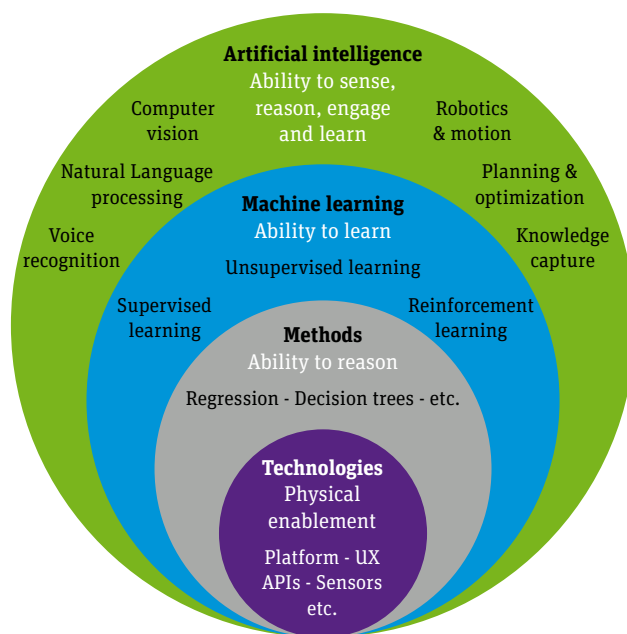 Artificial intelligence
Ability to sense,
reason, engage
and learn
Computer
vision
Robotics
& motion
Natural Language
processing
Planning &
optimization
Voice
recognition
Knowledge
capture
Machine learning
Ability to learn
Unsupervised learning
Supervised
learning
Reinforcement
learning
Methods
Ability to reason
Regression - Decision trees - etc.
Technologies
Physical
enablement
Platform - UX
APIs - Sensors
etc.